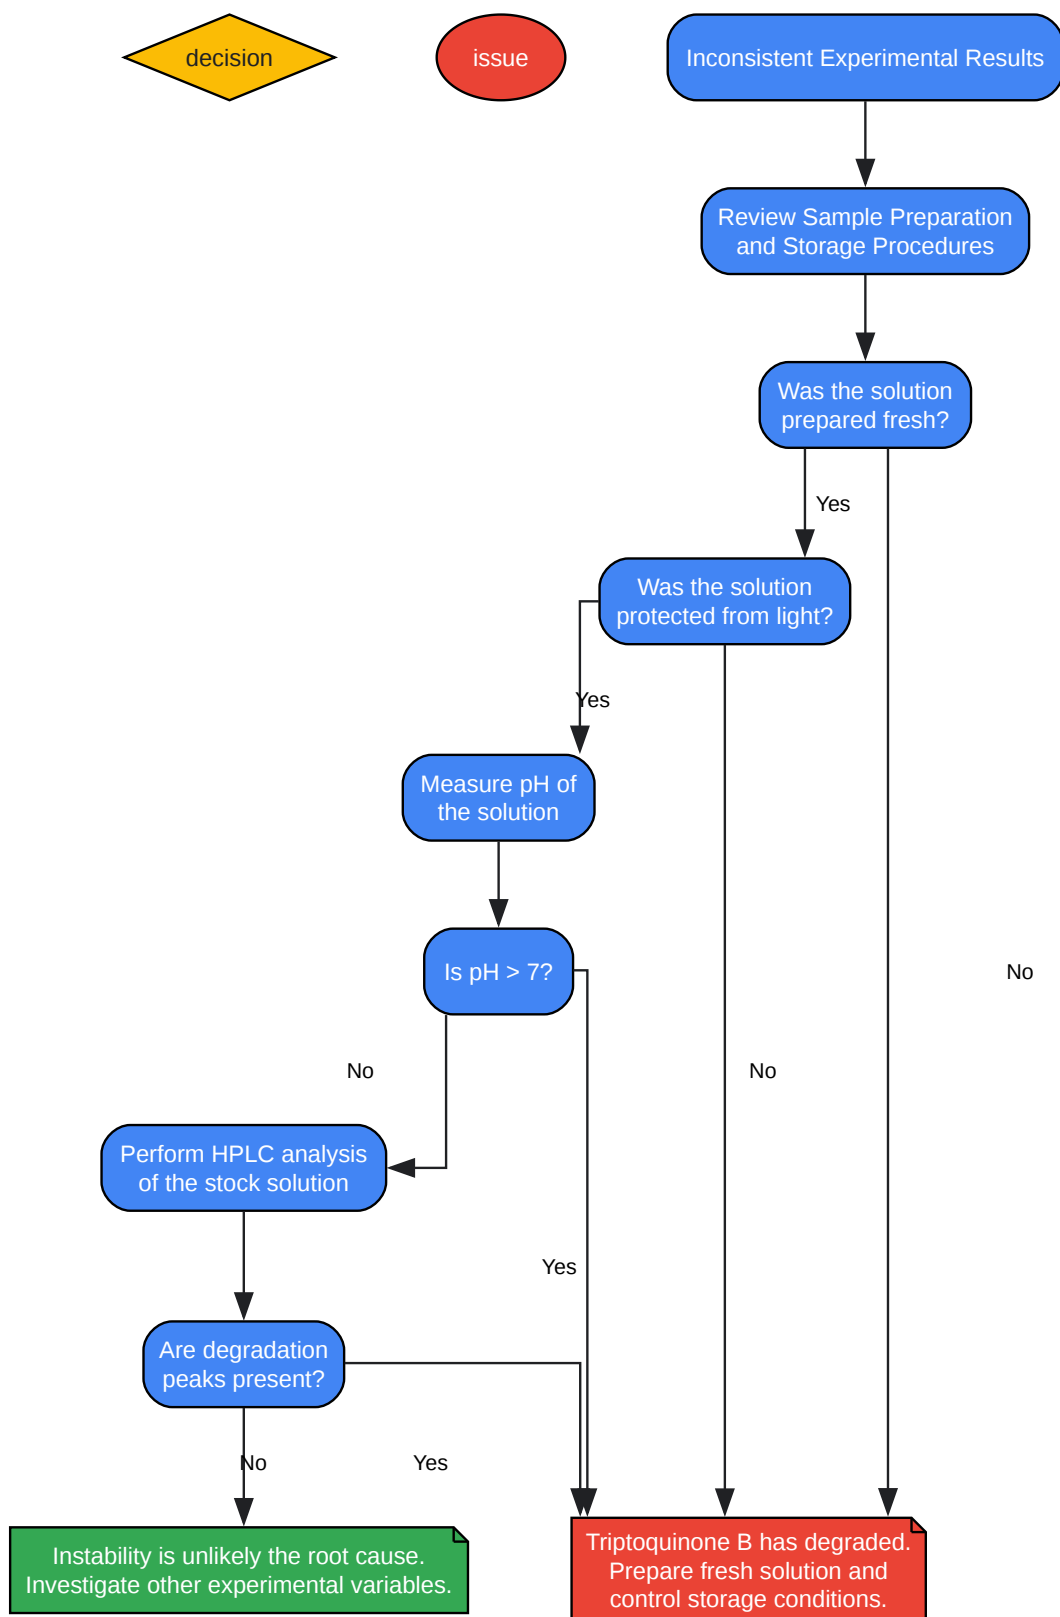 decision
issue
Inconsistent Experimental Results
Review Sample Preparation
and Storage Procedures
Was the solution
prepared fresh?
Yes
Was the solution
protected from light?
Yes
Measure pH of
the solution
Is pH > 7?
No
No
No
Perform HPLC analysis
of the stock solution
Yes
Are degradation
peaks present?
No
Yes
Instability is unlikely the root cause.
Investigate other experimental variables.
Triptoquinone B has degraded.
Prepare fresh solution and
control storage conditions.